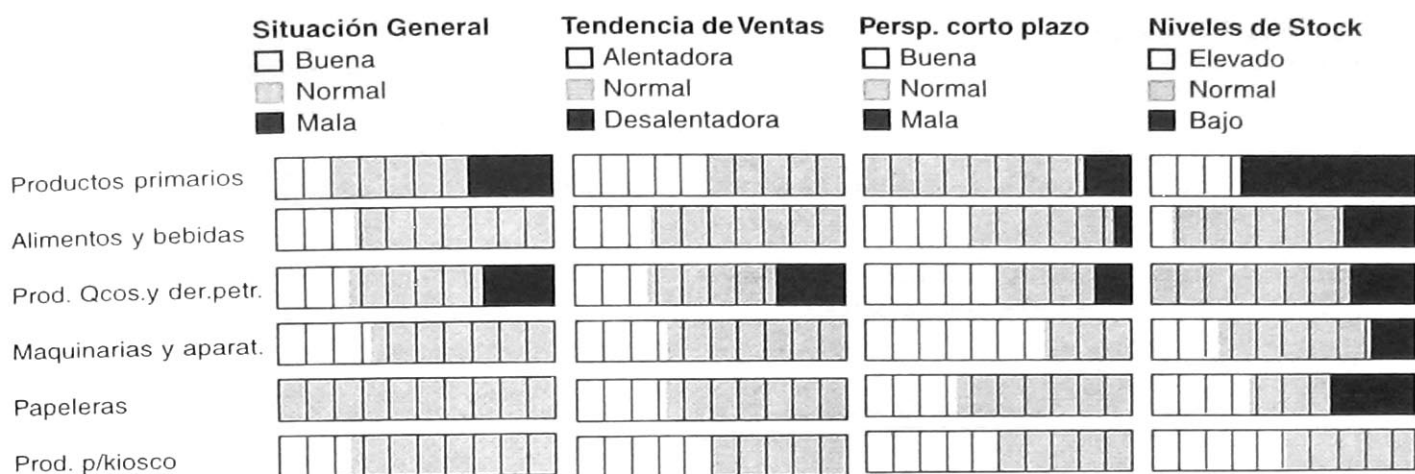 Situación General Tendencia de Ventas Persp. corto plazo Niveles de Stock
Buena Alentadora Buena Elevado
Normal Normal Normal Normal
Mala Desalentadora Mala Bajo
Productos primarios
Alimentos y bebidas
Prod. Qcos.y der.petr.
Maquinarias y aparat.
Papeleras
Prod. p/kiosco